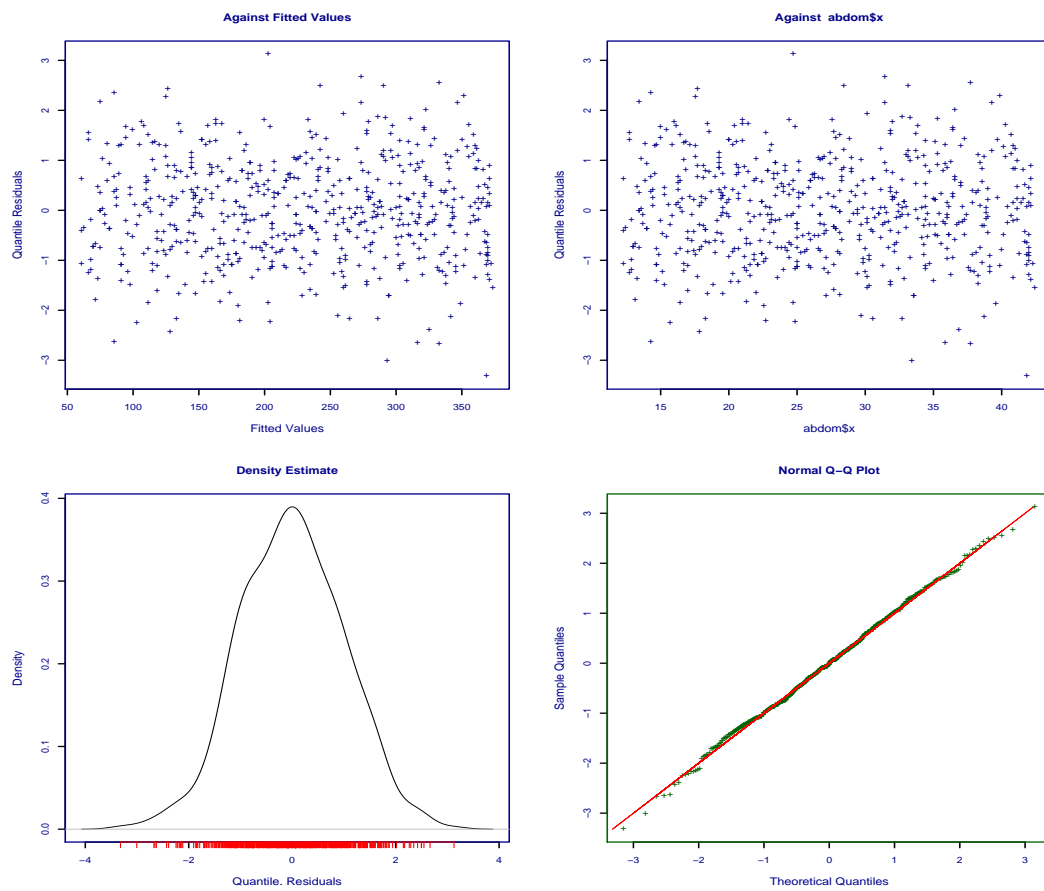 Against Fitted Values
Quantile Residuals
3
2
1
0
−1
−2
−3
50 100 150 200 250 300 350
Fitted Values
Against abdom$x
Quantile Residuals
3
2
1
0
−1
−2
−3
15 20 25 30 35 40
abdom$x
Density Estimate
Density
0.4
0.3
0.2
0.1
0.0
−4 −2 0 2 4
Quantile. Residuals
Normal Q−Q Plot
Sample Quantiles
3
2
1
0
−1
−2
−3
−3 −2 −1 0 1 2 3
Theoretical Quantiles